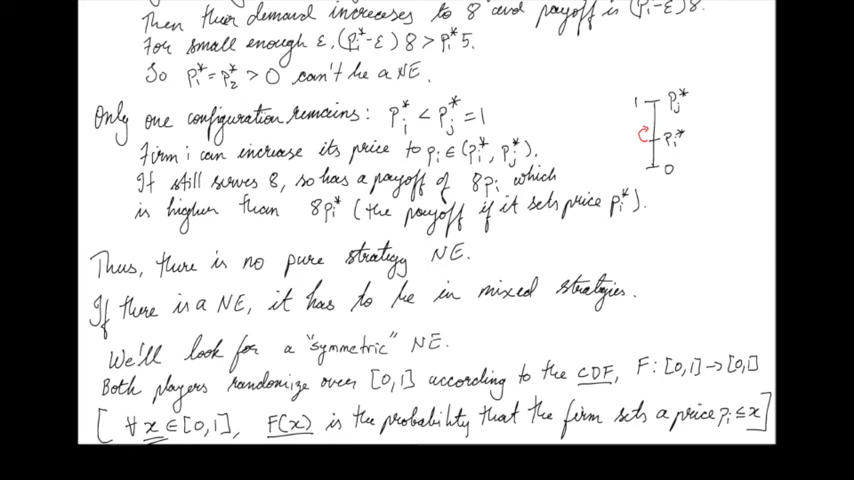 Then their demand increases to 8 and payoff is (pi-ε)8.
For small enough ε, (pi*-ε)8 > pi*5.
So p1* = p2* > 0 can't be a NE.
Only one configuration remains: pi* < pj* = 1
Firm i can increase its price to pi ∈ (pi*, pj*).
It still serves 8, so has a payoff of 8pi which
is higher than 8pi* (the payoff if it sets price pi*).
1 pj*
pi*
0
Thus, there is no pure strategy NE.
If there is a NE, it has to be in mixed strategies.
We'll look for a "symmetric" NE.
Both players randomize over [0,1] according to the CDF, F: [0,1] → [0,1]
[ ∀ x ∈ [0,1], F(x) is the probability that the firm sets a price pi ≤ x ]